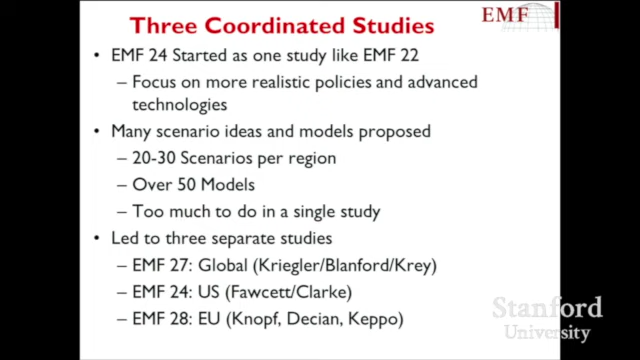 Three Coordinated Studies
EMF
• EMF 24 Started as one study like EMF 22
– Focus on more realistic policies and advanced
technologies
• Many scenario ideas and models proposed
– 20-30 Scenarios per region
– Over 50 Models
– Too much to do in a single study
• Led to three separate studies
– EMF 27: Global (Kriegler/Blanford/Krey)
– EMF 24: US (Fawcett/Clarke)
– EMF 28: EU (Knopf, Decian, Keppo)
Stanford
University